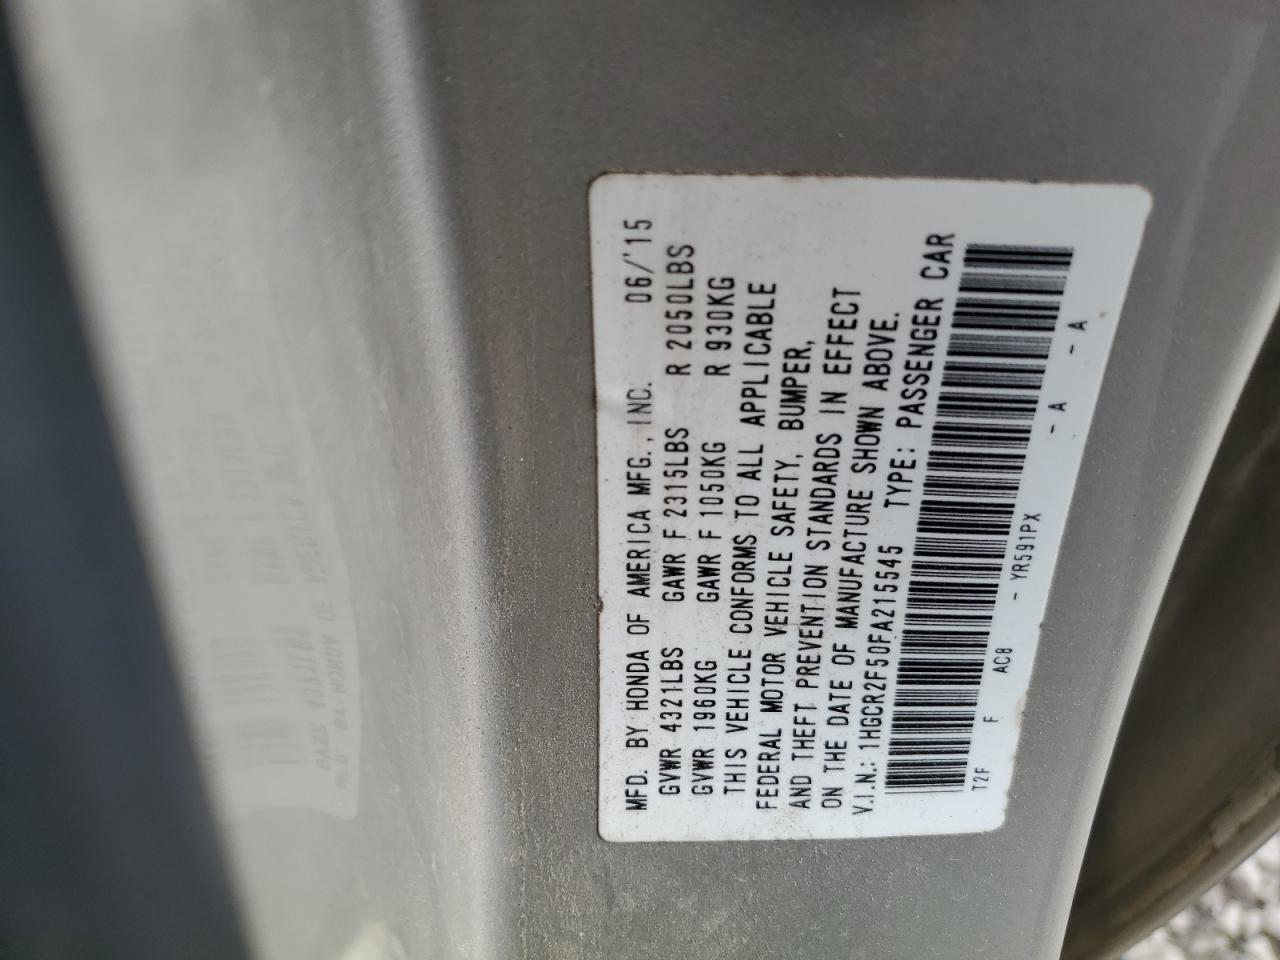 MFD. BY HONDA OF AMERICA MFG., INC. 06/'15
GVWR 4321LBS GAWR F 2315LBS R 2050LBS
GVWR 1960KG GAWR F 1050KG R 930KG
THIS VEHICLE CONFORMS TO ALL APPLICABLE
FEDERAL MOTOR VEHICLE SAFETY, BUMPER,
AND THEFT PREVENTION STANDARDS IN EFFECT
ON THE DATE OF MANUFACTURE SHOWN ABOVE.
V.I.N.: 1HGCR2F50FA215545 TYPE: PASSENGER CAR
T2F F AC8 - YR591PX - A - A